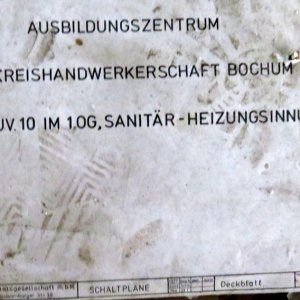 AUSBILDUNGSZENTRUM
KREISHANDWERKERSCHAFT BOCHUM
UV.10 IM 1.OG, SANITÄR-HEIZUNGSINNU
SCHALTPLÄNE
Deckblatt